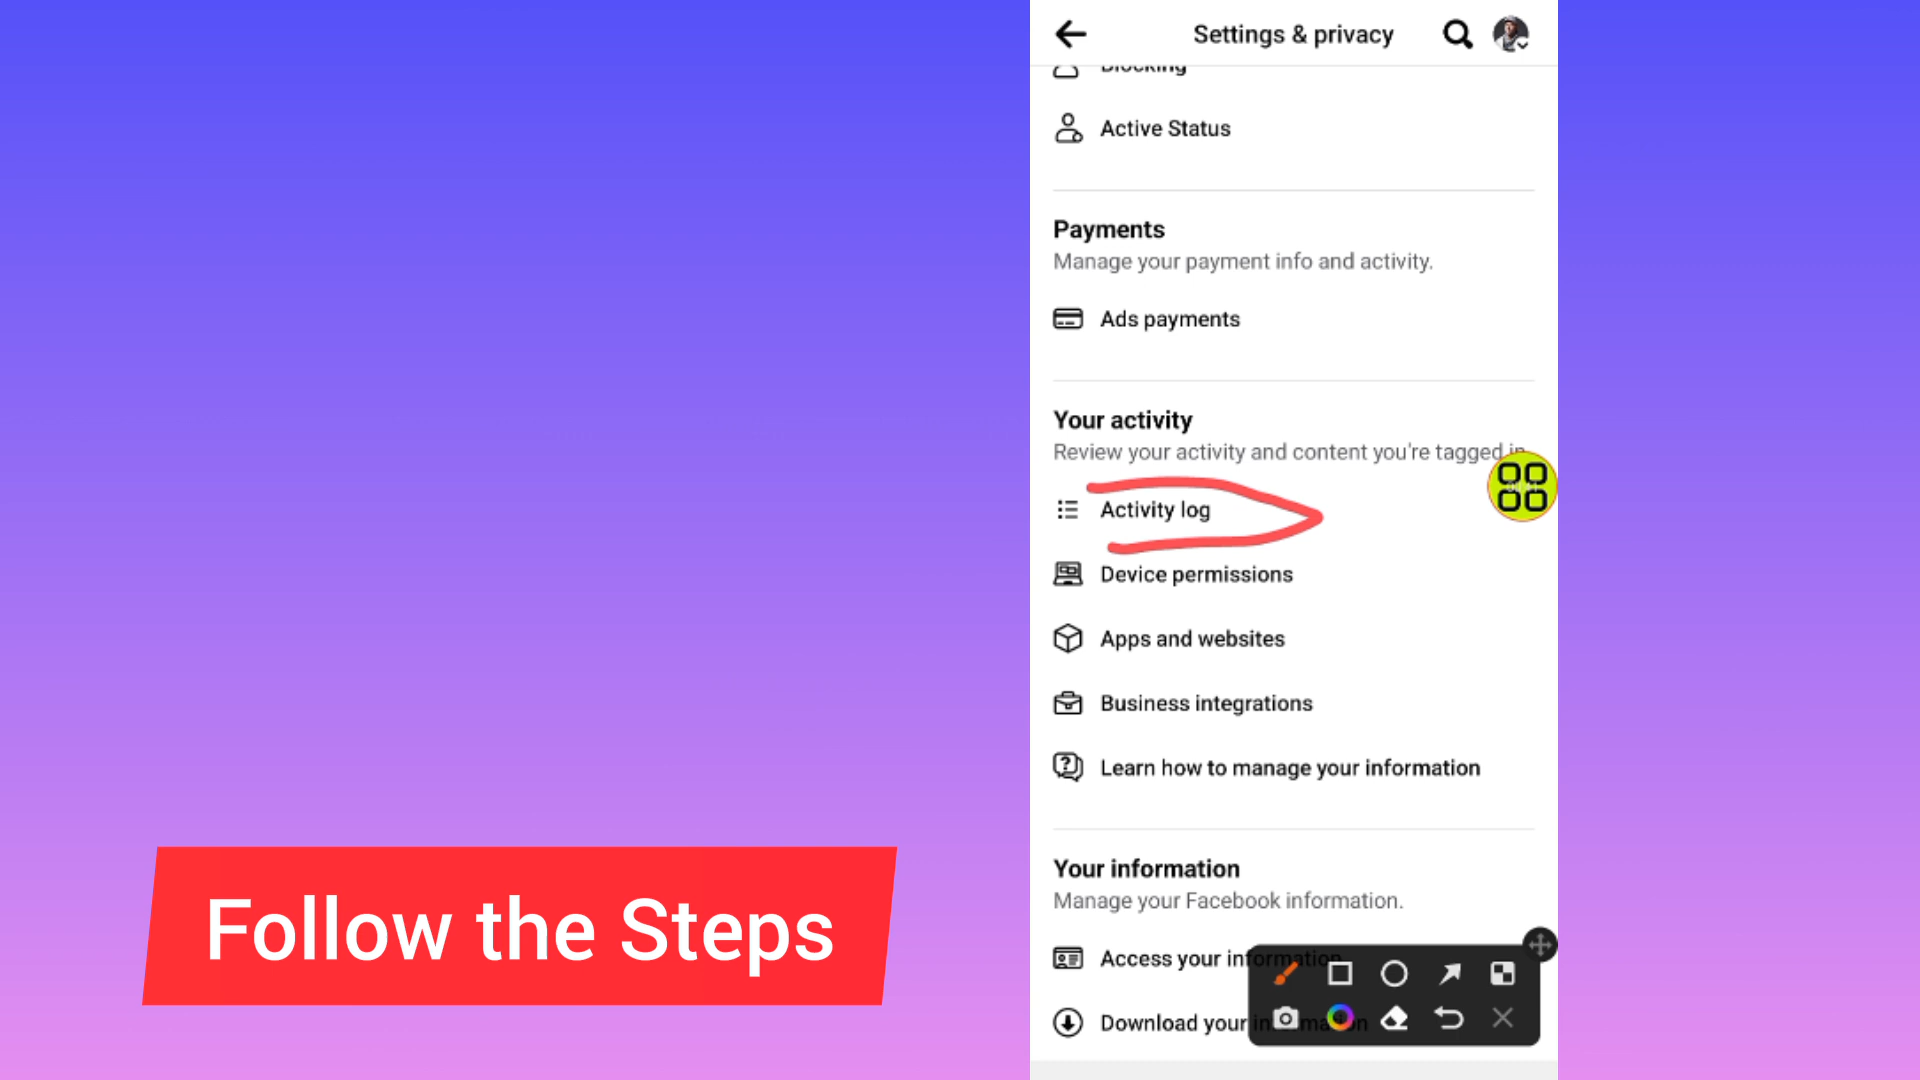 Settings & privacy
Blocking
Active Status
Payments
Manage your payment info and activity.
Ads payments
Your activity
Review your activity and content you're tagged in.
Activity log
Device permissions
Apps and websites
Business integrations
Learn how to manage your information
Your information
Manage your Facebook information.
Access your information
Download your information
Follow the Steps